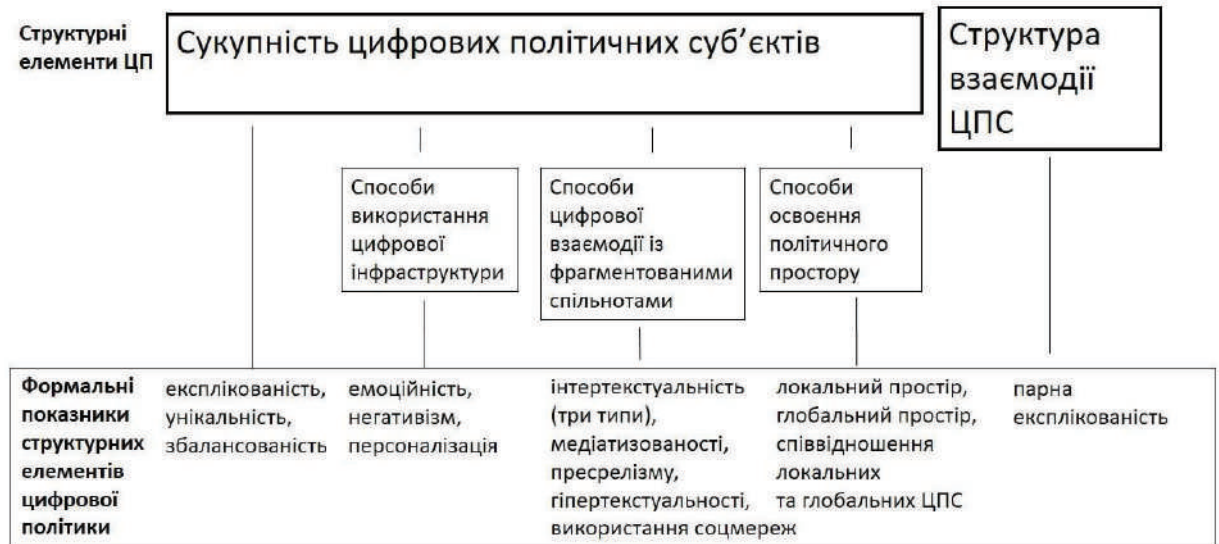 Структурні
елементи ЦП
Сукупність цифрових політичних суб’єктів
Структура
взаємодії
ЦПС
Способи
використання
цифрової
інфраструктури
Способи
цифрової
взаємодії із
фрагментованими
спільнотами
Способи
освоєння
політичного
простору
Формальні
показники
структурних
елементів
цифрової
політики
експлікованість,
унікальність,
збалансованість
емоційність,
негативізм,
персоналізація
інтертекстуальність
(три типи),
медіатизованості,
пресрелізму,
гіпертекстуальності,
використання соцмереж
локальний простір,
глобальний простір,
співвідношення
локальних
та глобальних ЦПС
парна
експлікованість